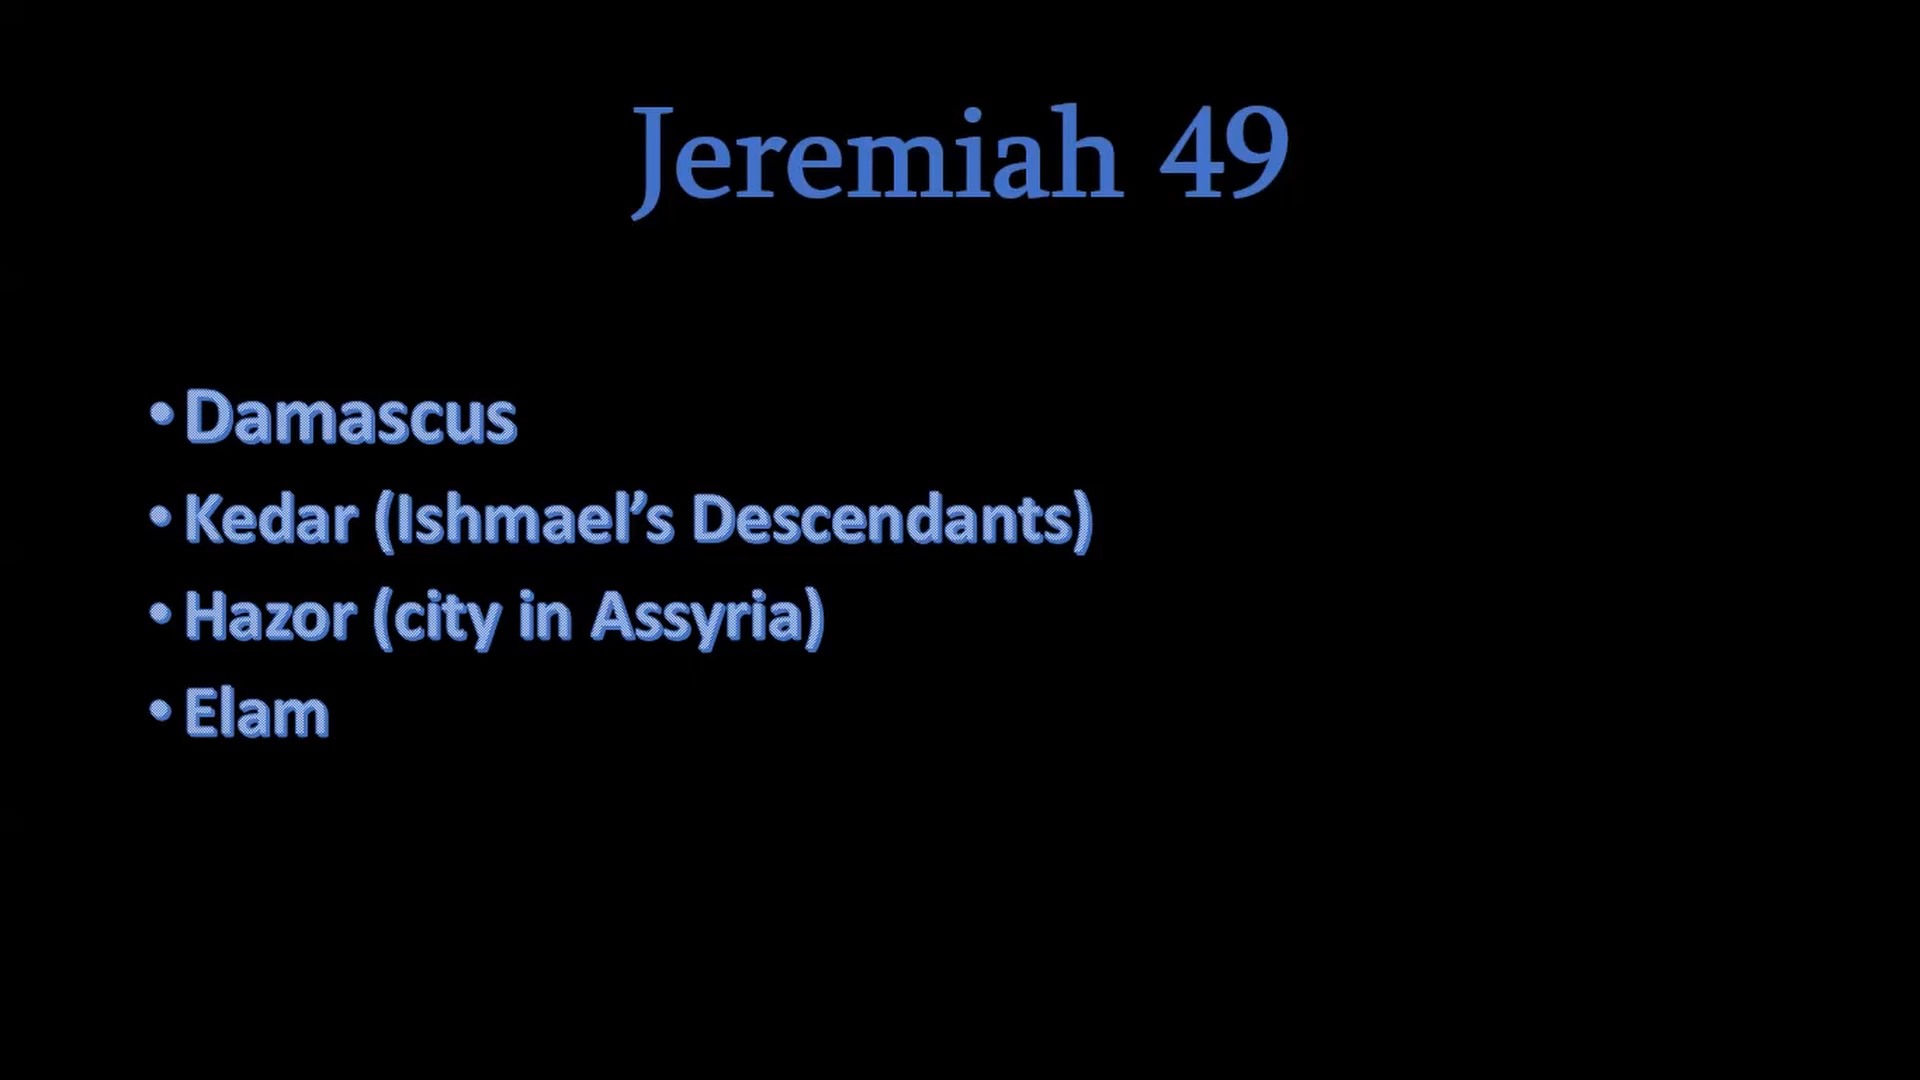 Jeremiah 49
• Damascus
• Kedar (Ishmael’s Descendants)
• Hazor (city in Assyria)
• Elam